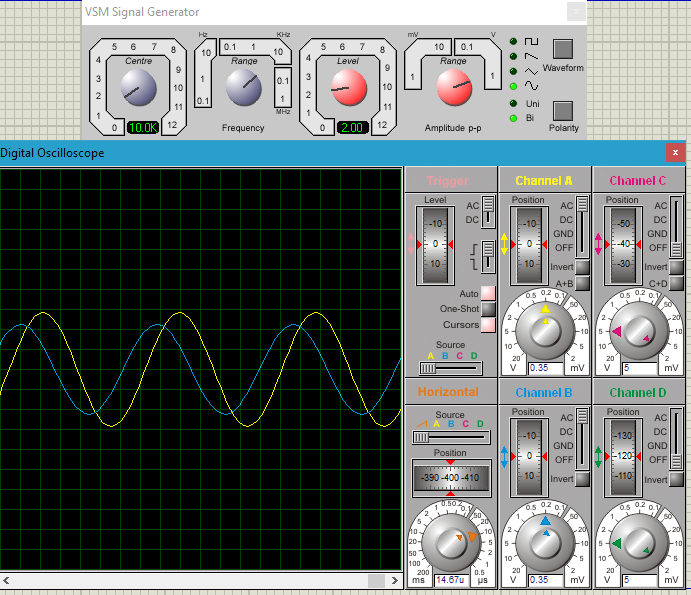 VSM Signal Generator
x
Centre
0 1 2 3 4 5 6 7 8 9 10 11 12
10.0K
Hz KHz
Range
10 1 0.1 0.1 1 10 0.1 1
MHz
Frequency
Level
0 1 2 3 4 5 6 7 8 9 10 11 12
2.00
mV V
Range
1 10 0.1 1
Amplitude p-p
Waveform
Uni
Bi
Polarity
Digital Oscilloscope
x
Trigger
Level
-10
0
10
AC
DC
Auto
One-Shot
Cursors
Source
A B C D
Channel A
Position
-10
0
10
AC
DC
GND
OFF
Invert
A+B
20 10 5 2 1 0.5 0.2 0.1 50 20 10 5 2
V 0.35 mV
Channel C
Position
-50
-40
-30
AC
DC
GND
OFF
Invert
C+D
20 10 5 2 1 0.5 0.2 0.1 50 20 10 5 2
V 5 mV
Horizontal
Source
A B C D
Position
-390 -400 -410
200 100 50 20 10 5 2 1 0.5 0.2 0.1 50 20 10 5 2 1 0.5
ms 14.67u µs
Channel B
Position
-10
0
10
AC
DC
GND
OFF
Invert
20 10 5 2 1 0.5 0.2 0.1 50 20 10 5 2
V 0.35 mV
Channel D
Position
-130
-120
-110
AC
DC
GND
OFF
Invert
20 10 5 2 1 0.5 0.2 0.1 50 20 10 5 2
V 5 mV